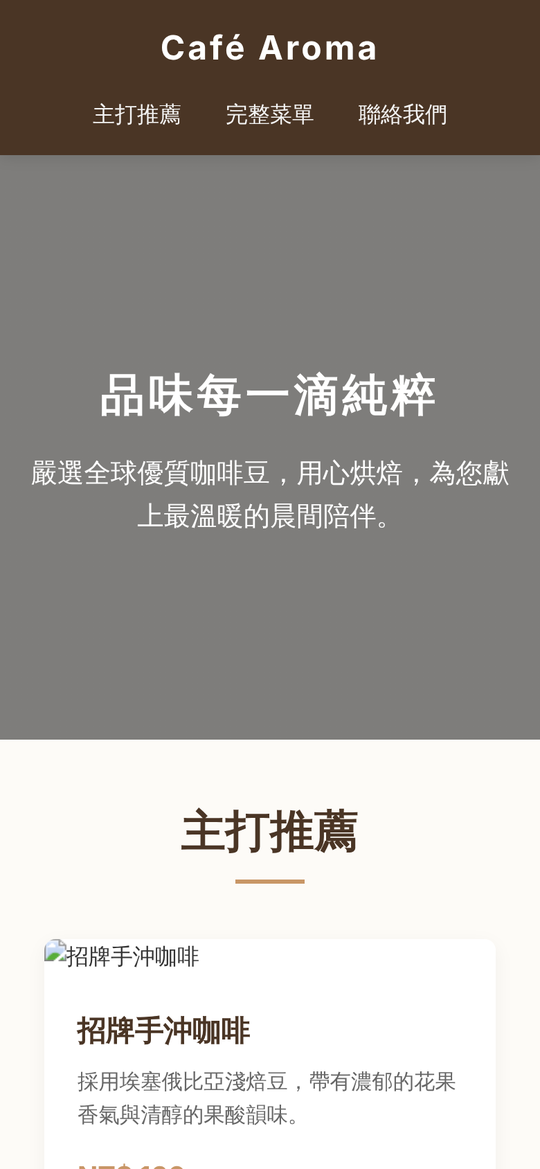 Café Aroma
主打推薦 完整菜單 聯絡我們
品味每一滴純粹
嚴選全球優質咖啡豆，用心烘焙，為您獻
上最溫暖的晨間陪伴。
主打推薦
招牌手沖咖啡
招牌手沖咖啡
採用埃塞俄比亞淺焙豆，帶有濃郁的花果
香氣與清醇的果酸韻味。